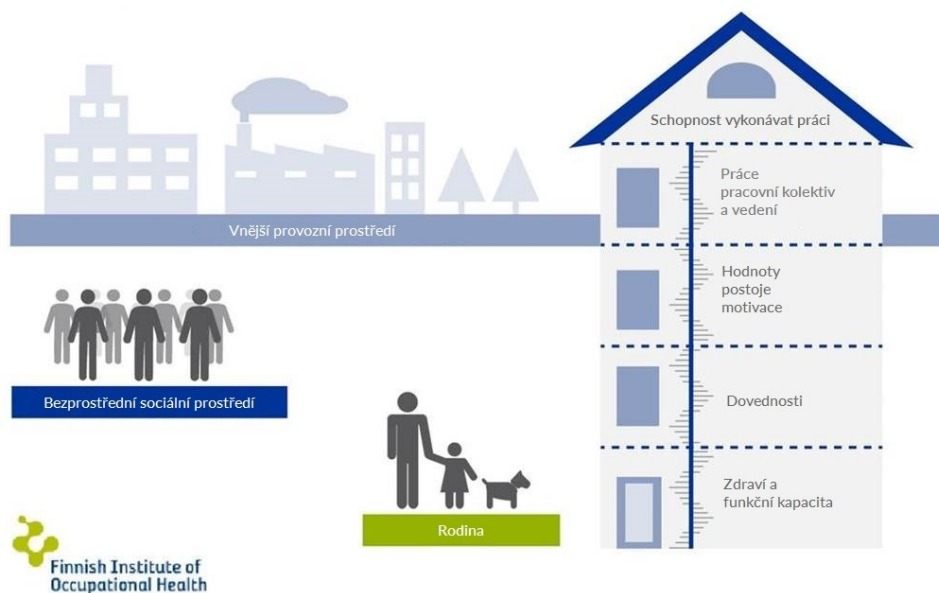 Schopnost vykonávat práci
Práce
pracovní kolektiv
a vedení
Vnější provozní prostředí
Hodnoty
postoje
motivace
Bezprostřední sociální prostředí
Dovednosti
Zdraví a
funkční kapacita
Rodina
Finnish Institute of
Occupational Health